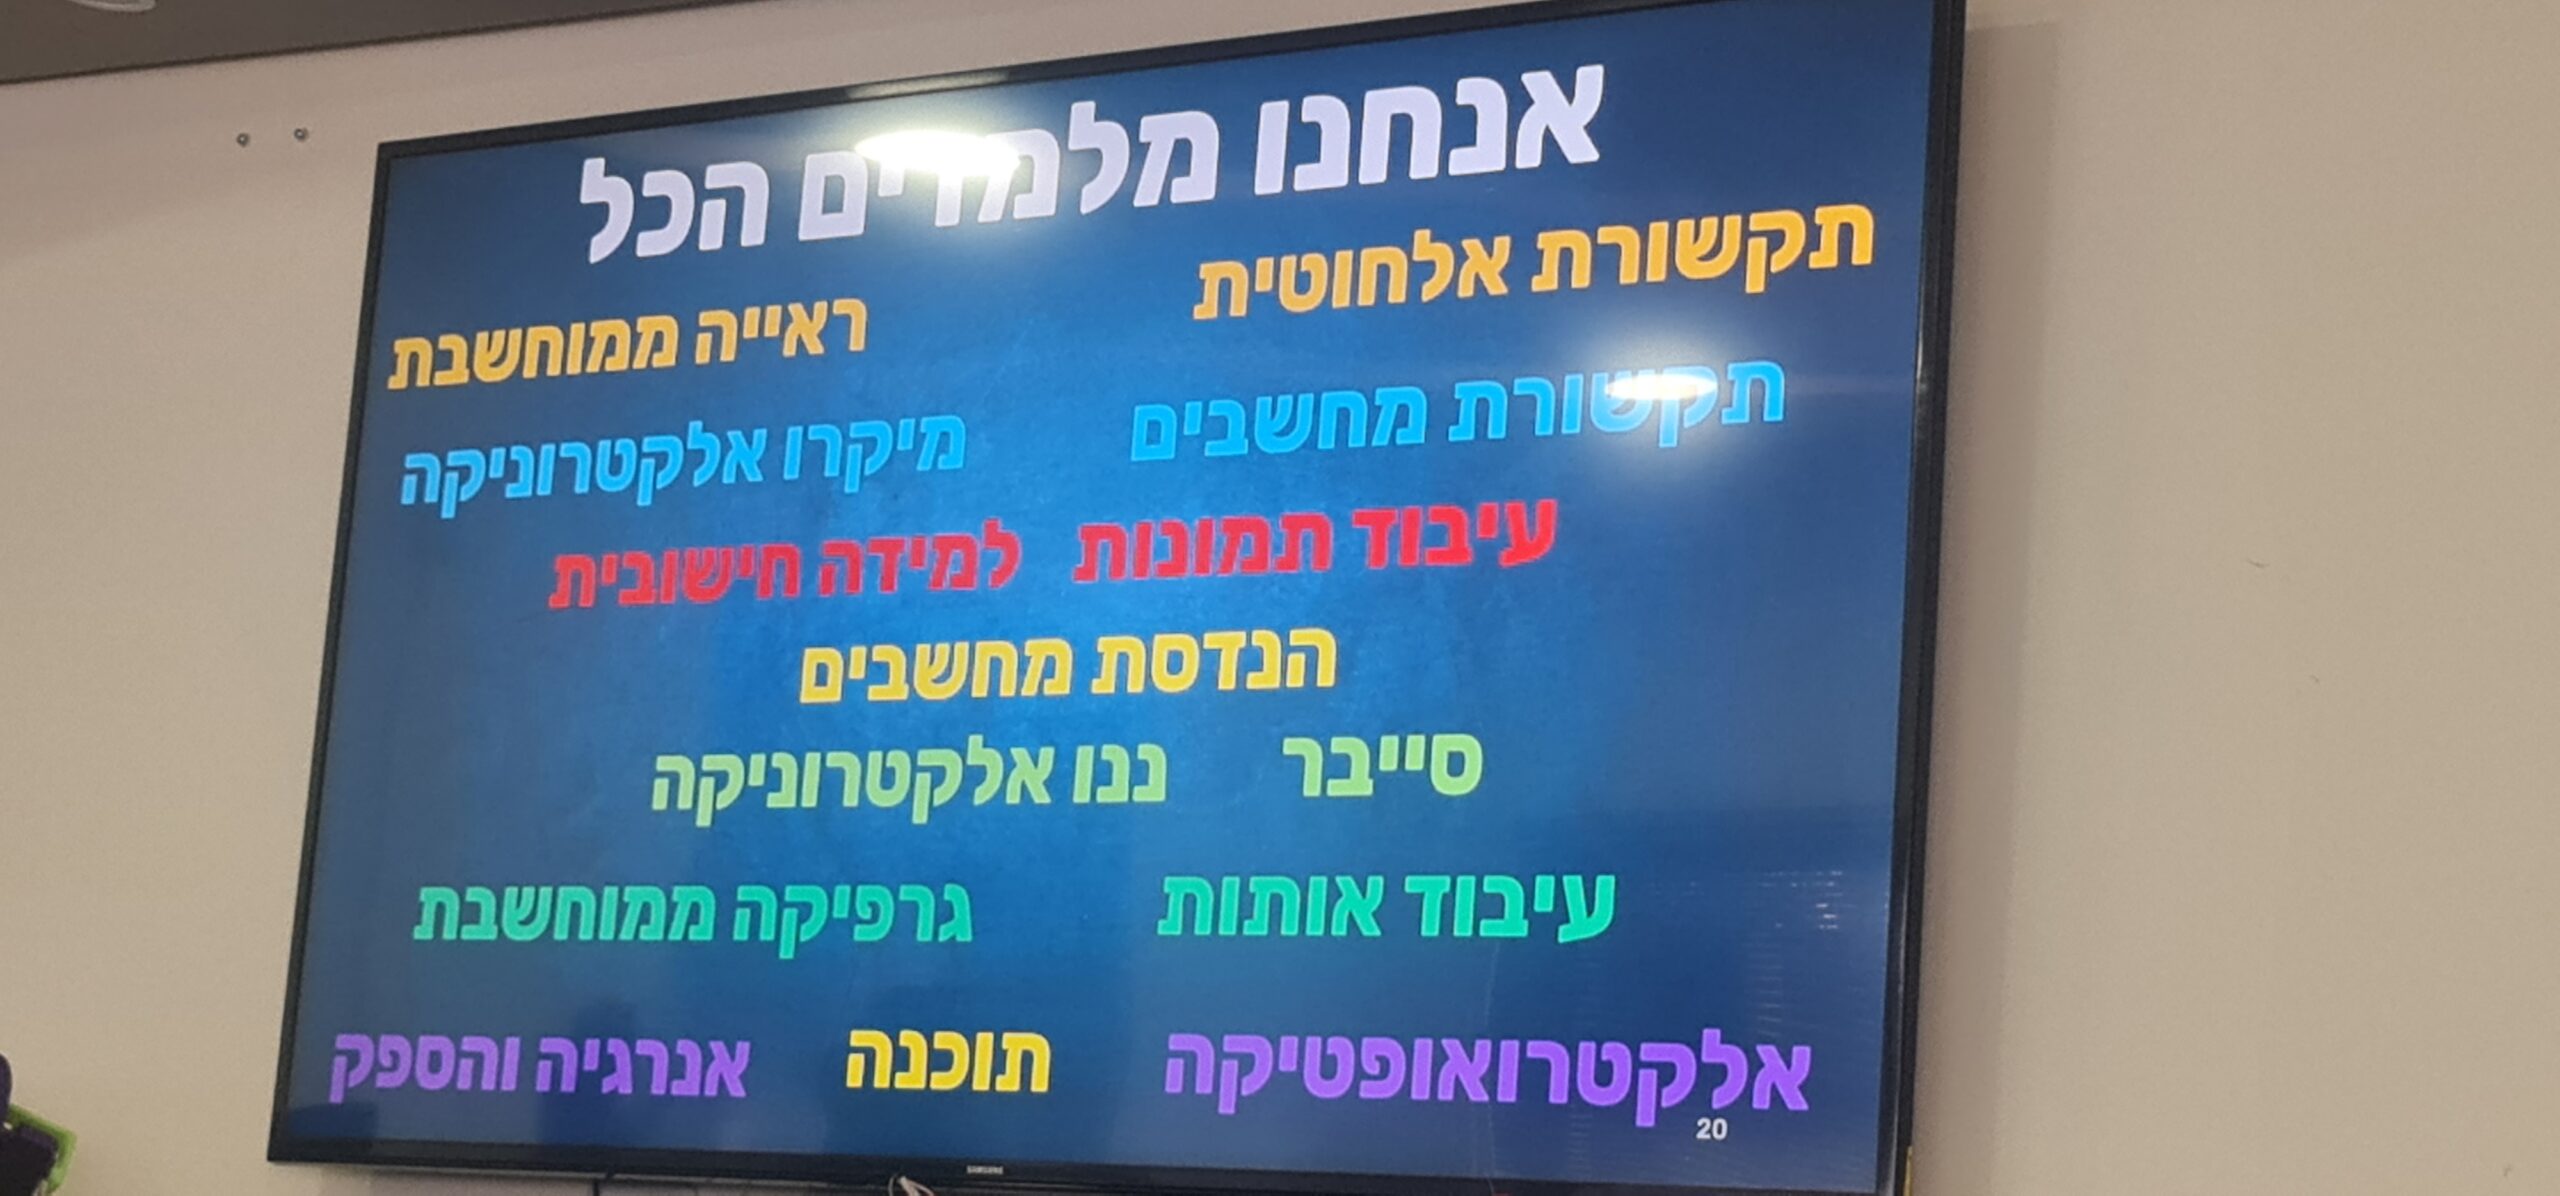 אנחנו מלמדים הכל
תקשורת אלחוטית ראייה ממוחשבת
תקשורת מחשבים מיקרו אלקטרוניקה
עיבוד תמונות למידה חישובית
הנדסת מחשבים
סייבר ננו אלקטרוניקה
עיבוד אותות גרפיקה ממוחשבת
אלקטרואופטיקה תוכנה אנרגיה והספק
20
SAMSUNG